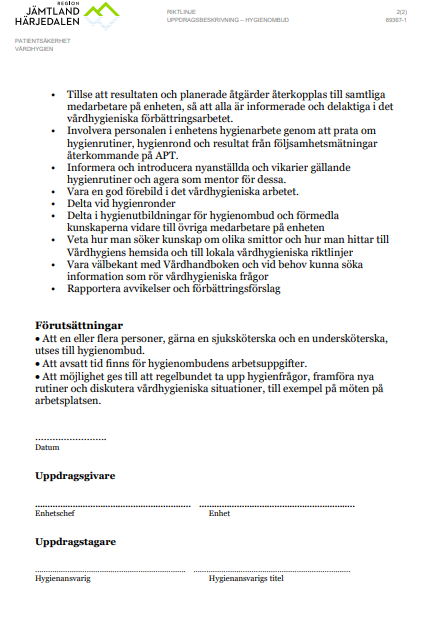 REGION
JÄMTLAND
HÄRJEDALEN
RIKTLINJE
UPPDRAGSBESKRIVNING – HYGIENOMBUD
2(2)
69367-1
PATIENTSÄKERHET
VÅRDHYGIEN
• Tillse att resultaten och planerade åtgärder återkopplas till samtliga
medarbetare på enheten, så att alla är informerade och delaktiga i det
vårdhygieniska förbättringsarbetet.
• Involvera personalen i enhetens hygienarbete genom att prata om
hygienrutiner, hygienrond och resultat från följsamhetsmätningar
återkommande på APT.
• Informera och introducera nyanställda och vikarier gällande
hygienrutiner och agera som mentor för dessa.
• Vara en god förebild i det vårdhygieniska arbetet.
• Delta vid hygienronder
• Delta i hygienutbildningar för hygienombud och förmedla
kunskaperna vidare till övriga medarbetare på enheten
• Veta hur man söker kunskap om olika smittor och hur man hittar till
Vårdhygiens hemsida och till lokala vårdhygieniska riktlinjer
• Vara välbekant med Vårdhandboken och vid behov kunna söka
information som rör vårdhygieniska frågor
• Rapportera avvikelser och förbättringsförslag
Förutsättningar
• Att en eller flera personer, gärna en sjuksköterska och en undersköterska,
utses till hygienombud.
• Att avsatt tid finns för hygienombudens arbetsuppgifter.
• Att möjlighet ges till att regelbundet ta upp hygienfrågor, framföra nya
rutiner och diskutera vårdhygieniska situationer, till exempel på möten på
arbetsplatsen.
Datum
Uppdragsgivare
Enhetschef Enhet
Uppdragstagare
Hygienansvarig Hygienansvarigs titel